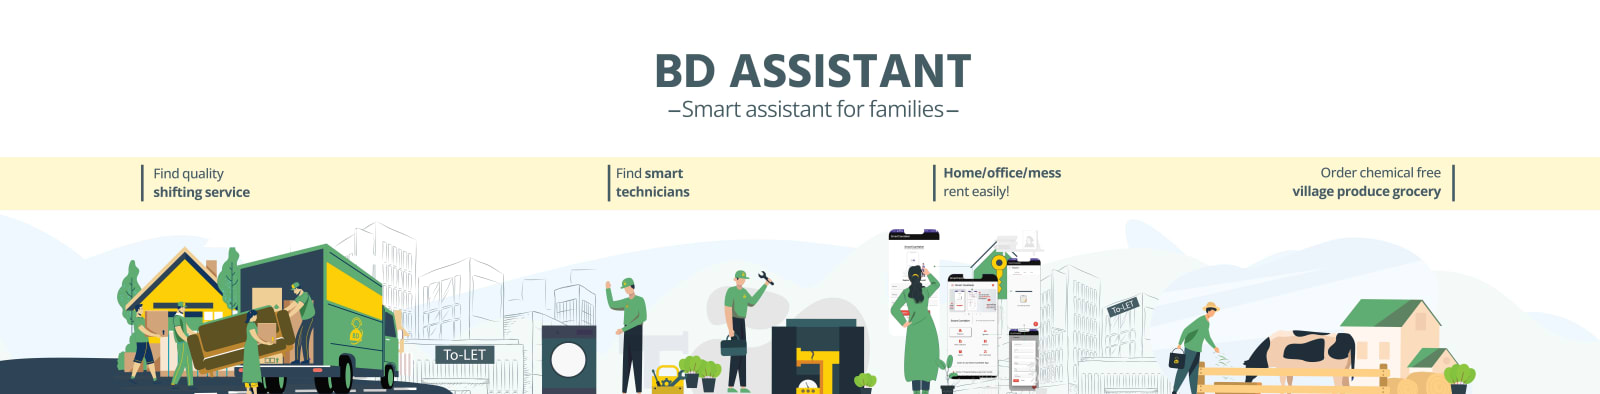 BD ASSISTANT
–Smart assistant for families–
Find quality
shifting service
Find smart
technicians
Home/office/mess
rent easily!
Order chemical free
village produce grocery
To-LET
To-LET
BD